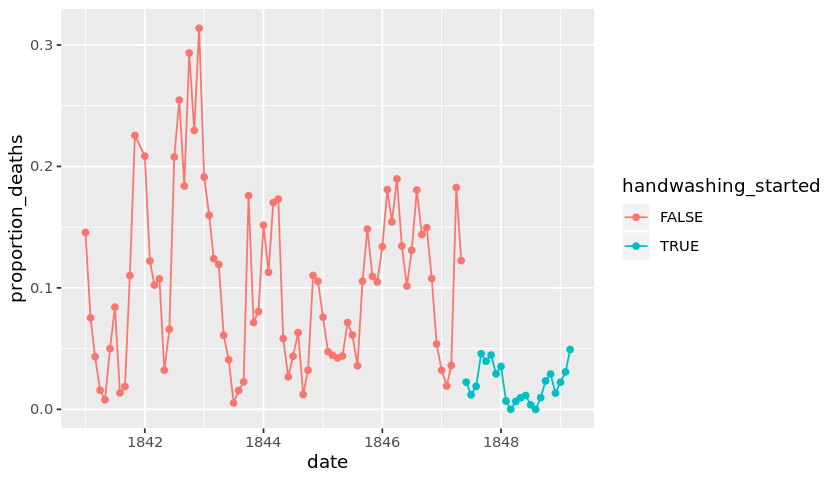 0.3
0.2
0.1
0.0
proportion_deaths
1842 1844 1846 1848
date
handwashing_started
FALSE
TRUE